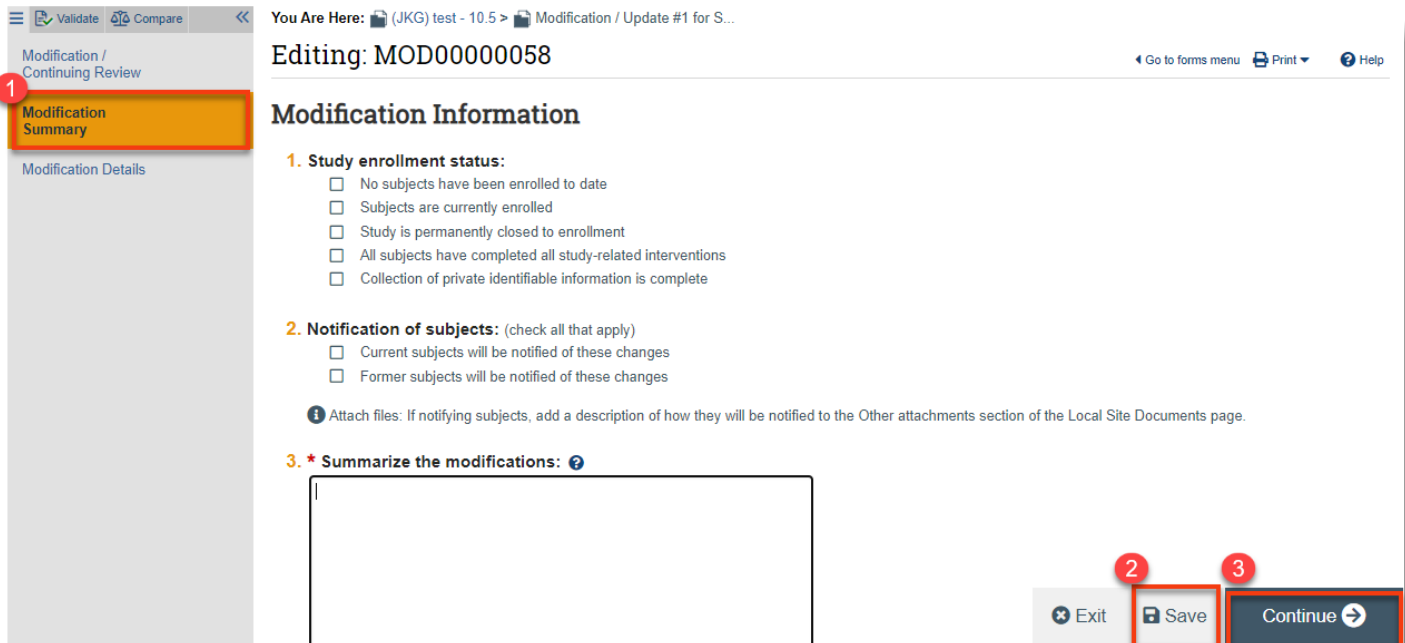 Validate Compare
You Are Here: (JKG) test - 10.5 > Modification / Update #1 for S...
Editing: MOD00000058
Go to forms menu Print Help
Modification /
Continuing Review
1
Modification
Summary
Modification Details
Modification Information
1. Study enrollment status:
No subjects have been enrolled to date
Subjects are currently enrolled
Study is permanently closed to enrollment
All subjects have completed all study-related interventions
Collection of private identifiable information is complete
2. Notification of subjects: (check all that apply)
Current subjects will be notified of these changes
Former subjects will be notified of these changes
Attach files: If notifying subjects, add a description of how they will be notified to the Other attachments section of the Local Site Documents page.
3. * Summarize the modifications:
2 3
Exit Save Continue